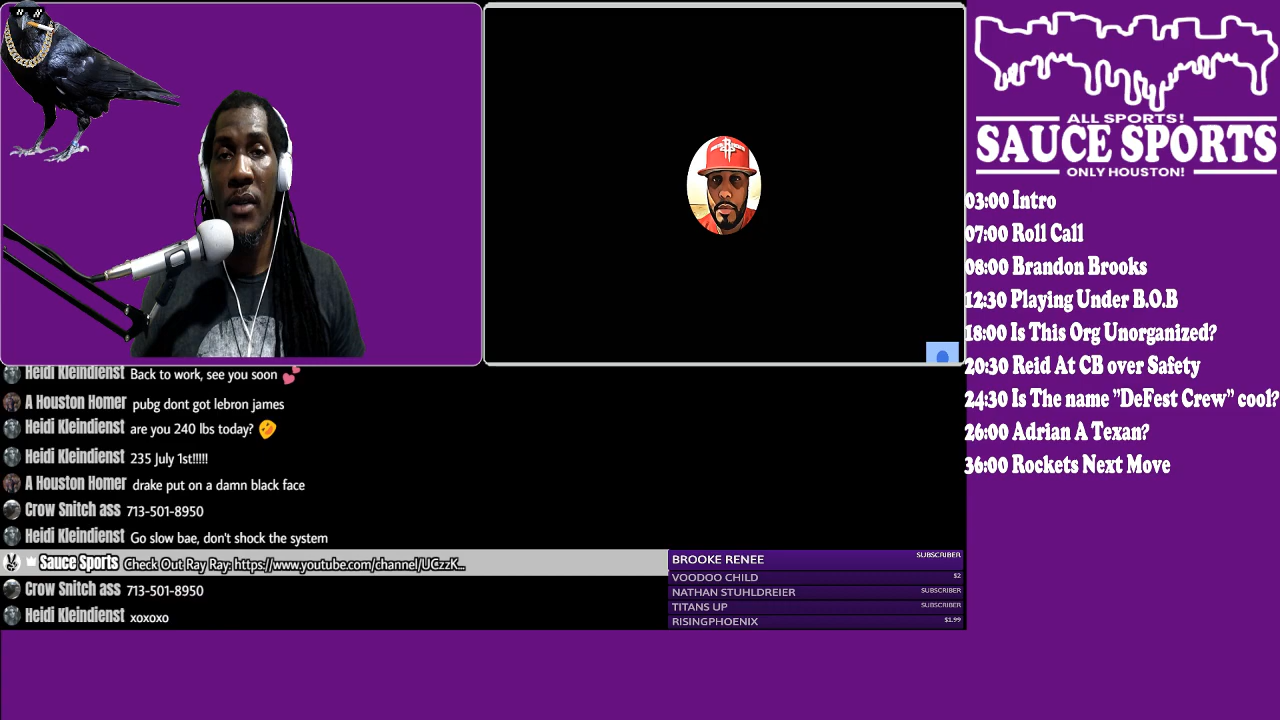 ALL SPORTS!
SAUCE SPORTS
ONLY HOUSTON!
03:00 Intro
07:00 Roll Call
08:00 Brandon Brooks
12:30 Playing Under B.O.B
18:00 Is This Org Unorganized?
20:30 Reid At CB over Safety
24:30 Is The name "DeFest Crew" cool?
26:00 Adrian A Texan?
36:00 Rockets Next Move
Heidi Kleindienst Back to work, see you soon 💕
A Houston Homer pubg dont got lebron james
Heidi Kleindienst are you 240 lbs today? 🤣
Heidi Kleindienst 235 July 1st!!!!!
A Houston Homer drake put on a damn black face
Crow Snitch ass 713-501-8950
Heidi Kleindienst Go slow bae, don't shock the system
Sauce Sports Check Out Ray Ray: https://www.youtube.com/channel/UCzzK...
Crow Snitch ass 713-501-8950
Heidi Kleindienst xoxoxo
BROOKE RENEE SUBSCRIBER
VOODOO CHILD $2
NATHAN STUHLDREIER SUBSCRIBER
TITANS UP SUBSCRIBER
RISINGPHOENIX $1.99